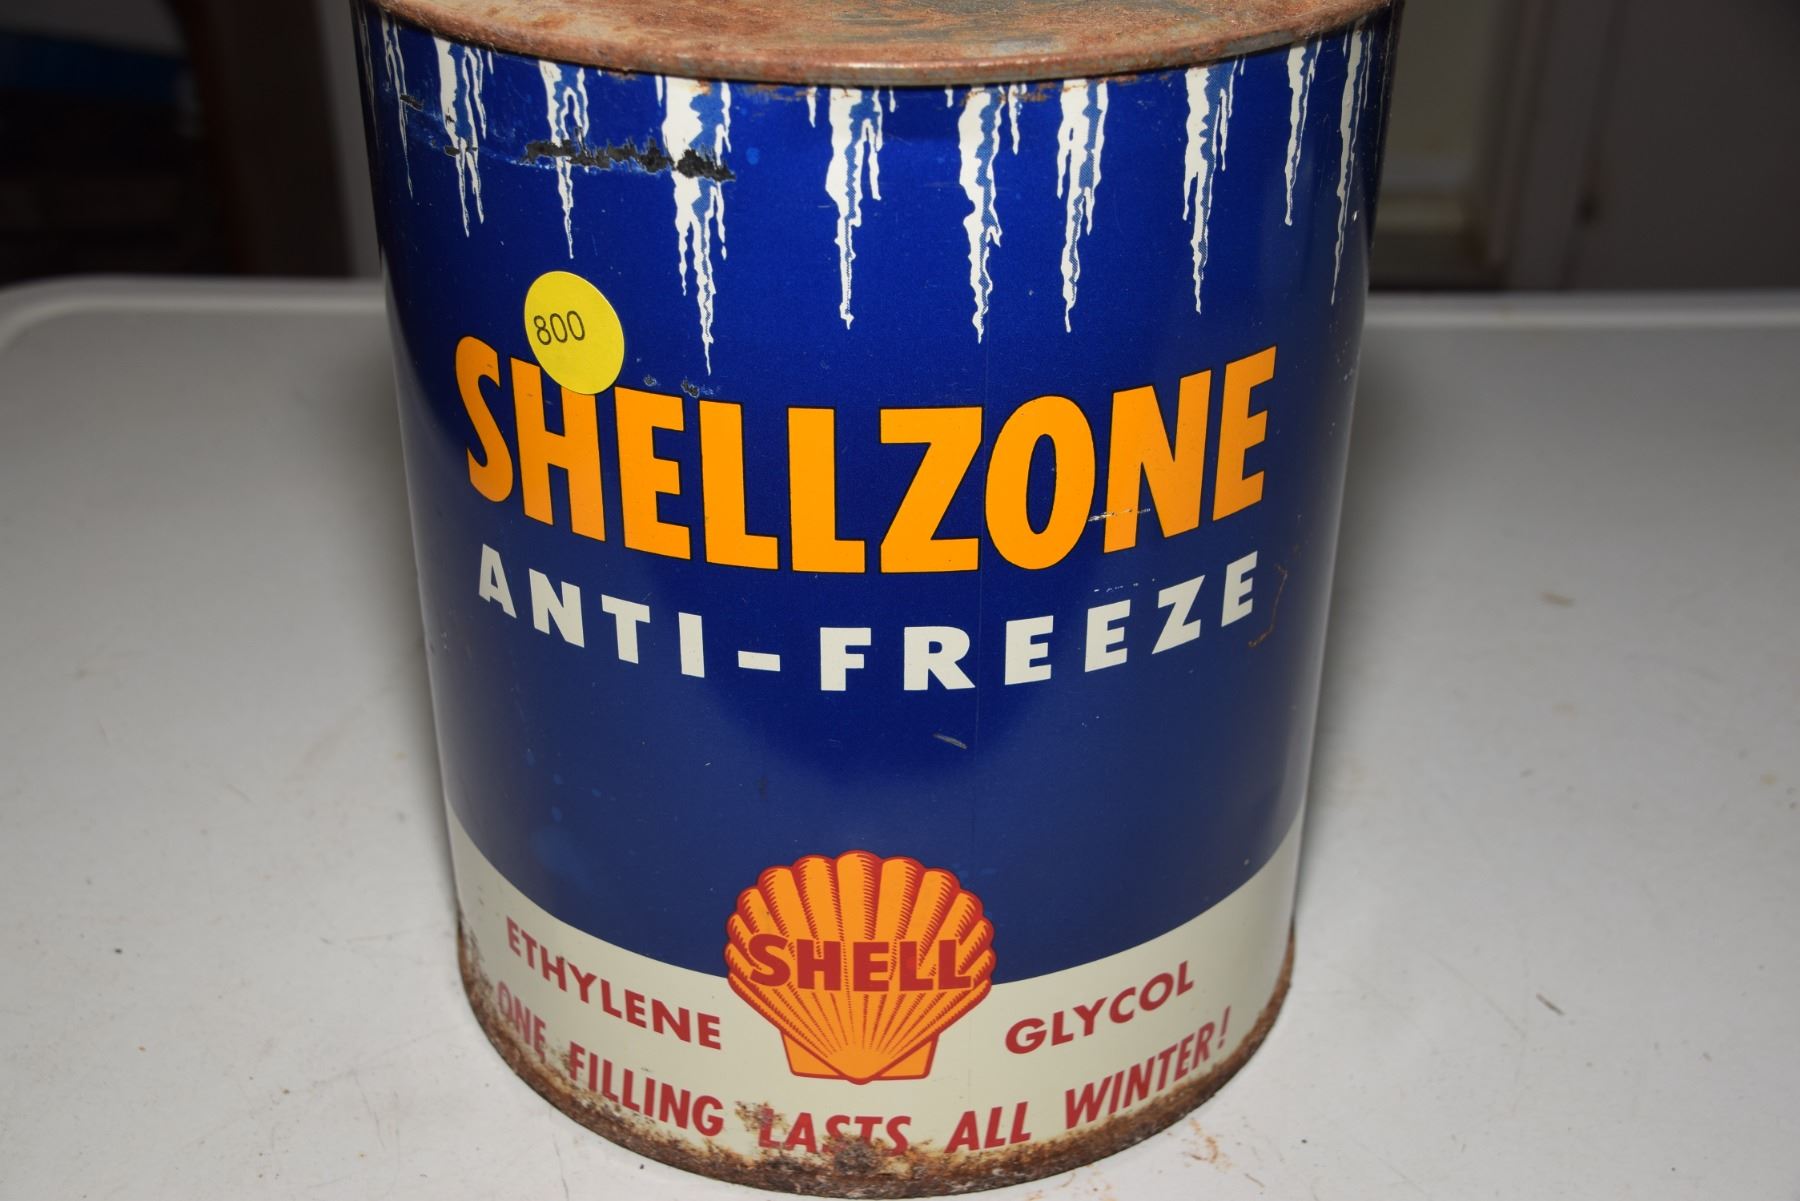 800
SHELLZONE
ANTI-FREEZE
SHELL
ETHYLENE GLYCOL
ONE FILLING LASTS ALL WINTER!